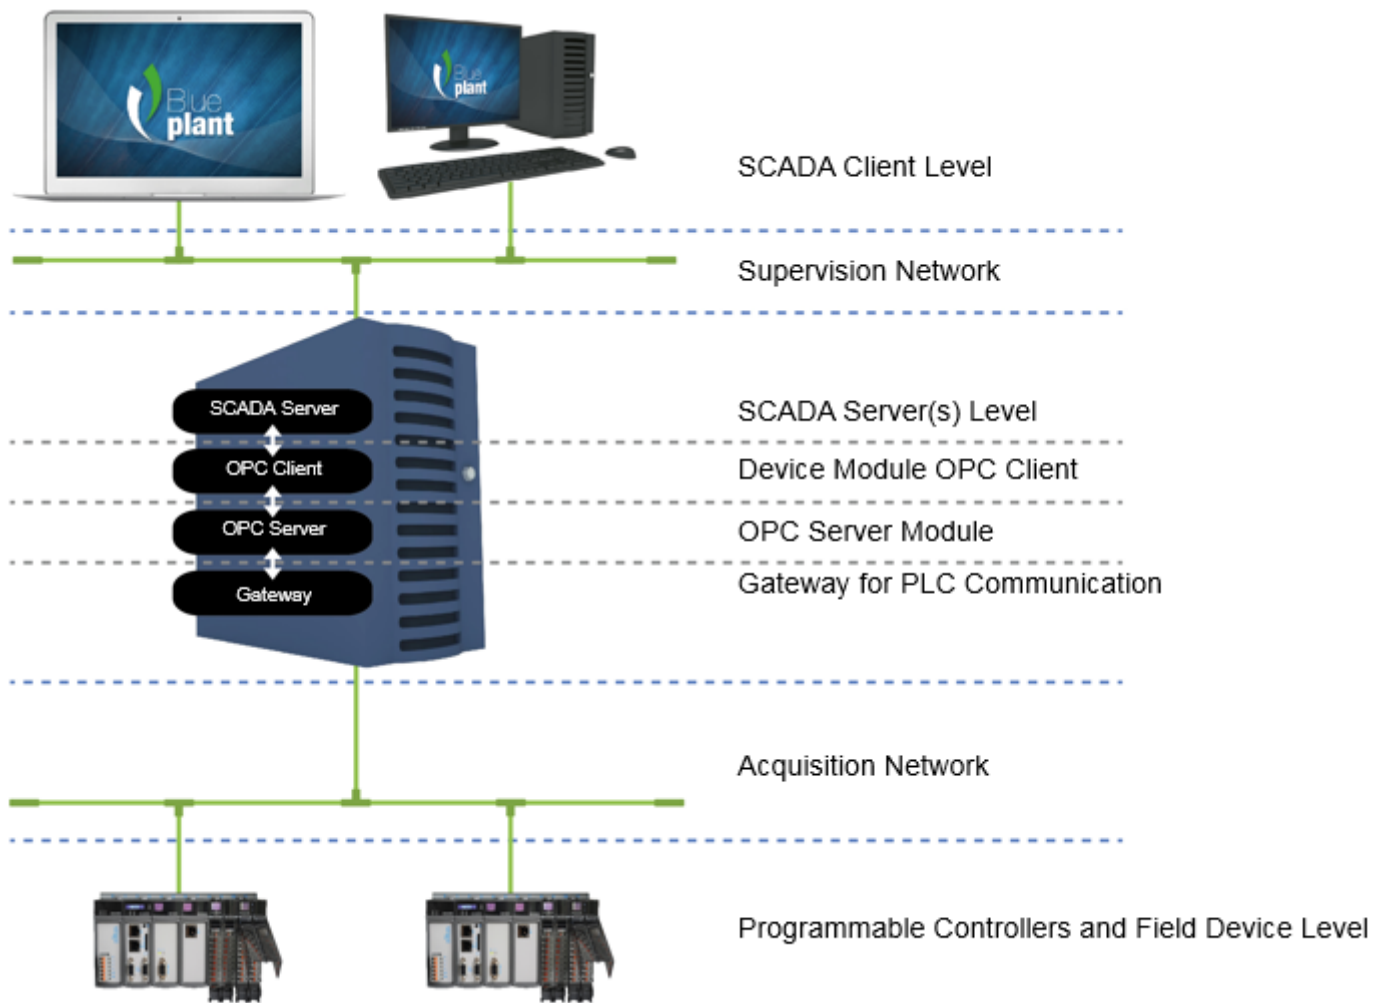 Blue
plant
Blue
plant
SCADA Client Level
Supervision Network
SCADA Server
SCADA Server(s) Level
OPC Client
Device Module OPC Client
OPC Server
OPC Server Module
Gateway
Gateway for PLC Communication
Acquisition Network
Programmable Controllers and Field Device Level